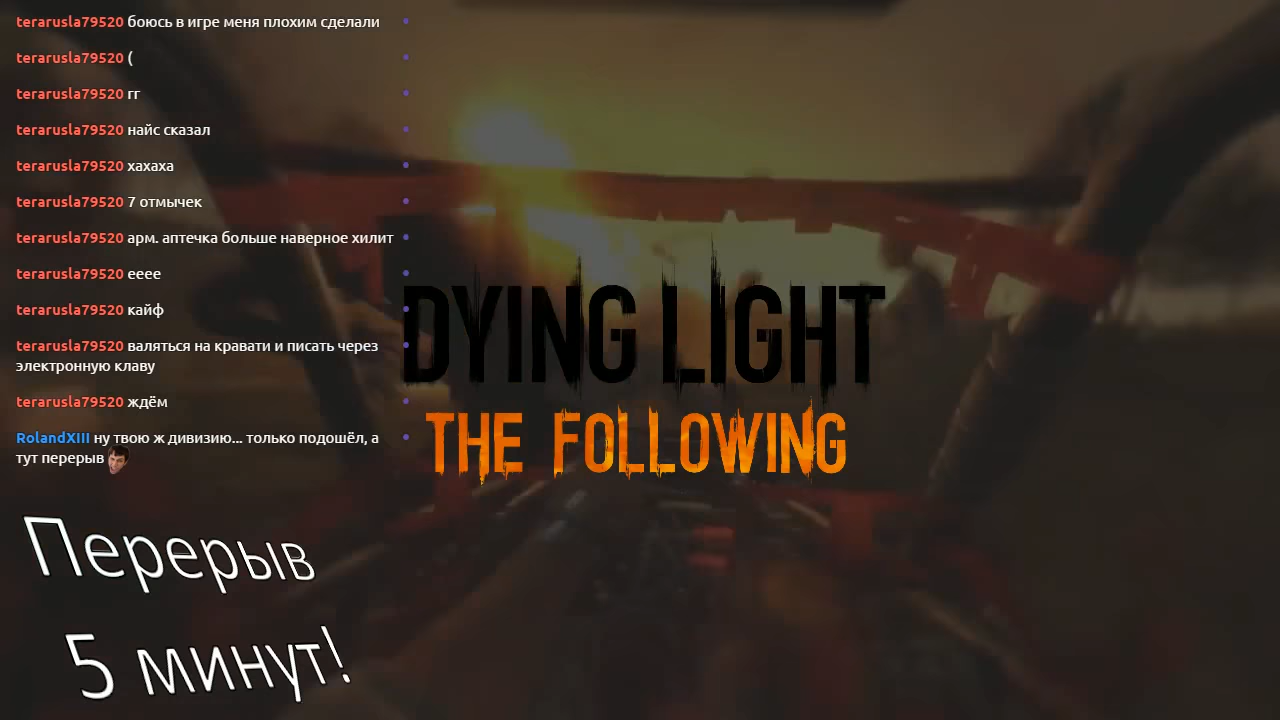 terarusla79520 боюсь в игре меня плохим сделали
terarusla79520 (
terarusla79520 гг
terarusla79520 найс сказал
terarusla79520 хахаха
terarusla79520 7 отмычек
terarusla79520 арм. аптечка больше наверное хилит
terarusla79520 ееее
terarusla79520 кайф
terarusla79520 валяться на кравати и писать через
электронную клаву
terarusla79520 ждём
RolandXIII ну твою ж дивизию... только подошёл, а
тут перерыв
DYING LIGHT
THE FOLLOWING
Перерыв
5 минут!